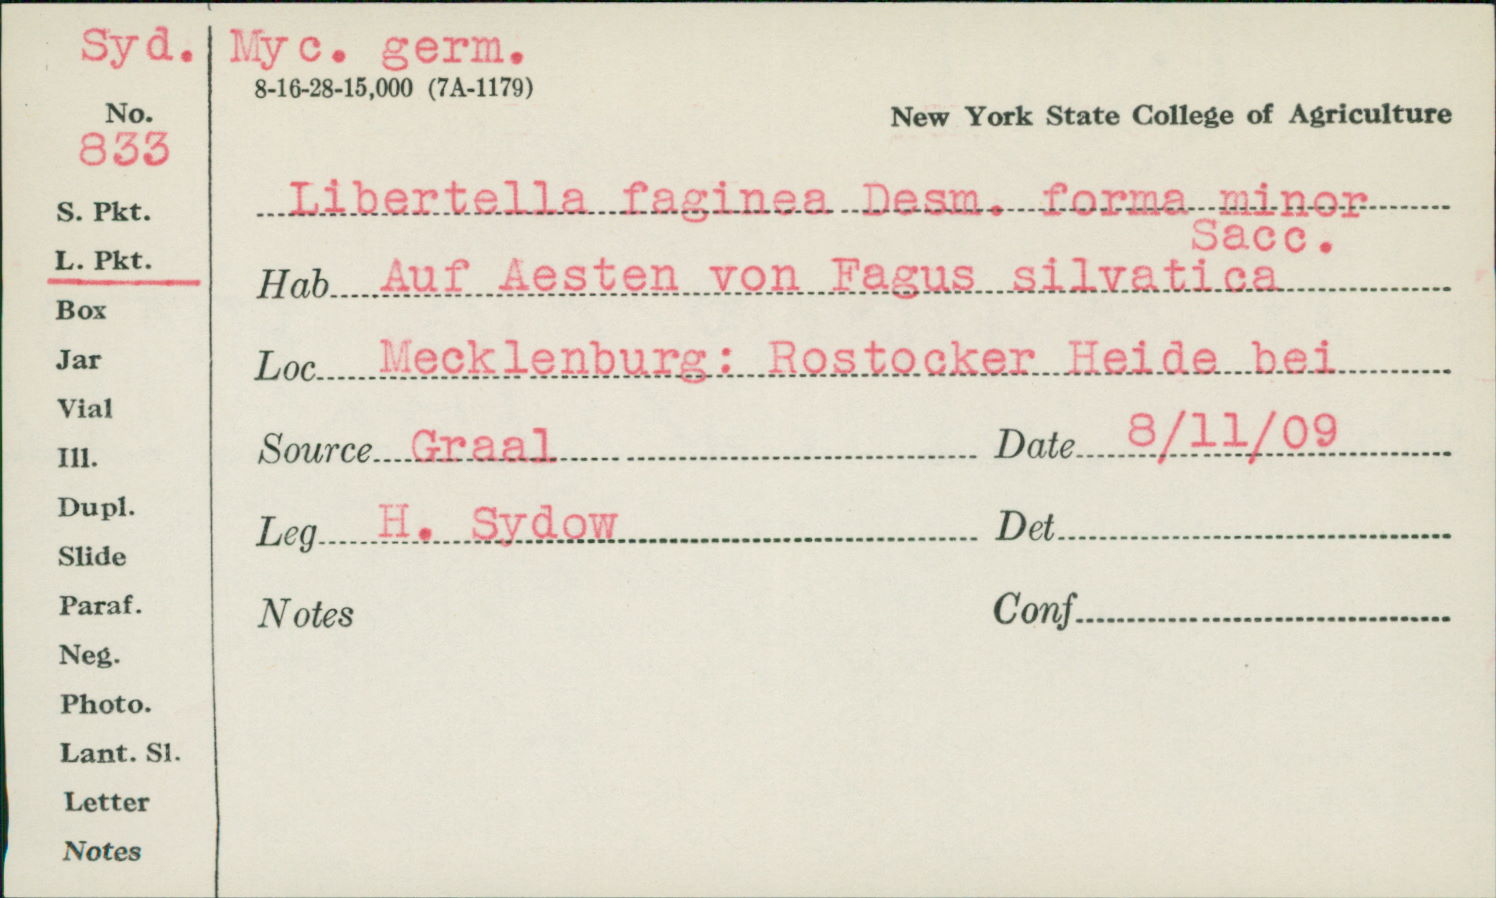 Syd. Myc. germ.
8-16-28-15,000 (7A-1179)
No.
833
New York State College of Agriculture
S. Pkt.
L. Pkt.
Box
Jar
Vial
Ill.
Dupl.
Slide
Paraf.
Neg.
Photo.
Lant. Sl.
Letter
Notes
Libertella faginea Desm. forma minor
Sacc.
Hab Auf Aesten von Fagus silvatica
Loc Mecklenburg: Rostocker Heide bei
Source Graal Date 8/11/09
Leg H. Sydow Det
Notes Conf